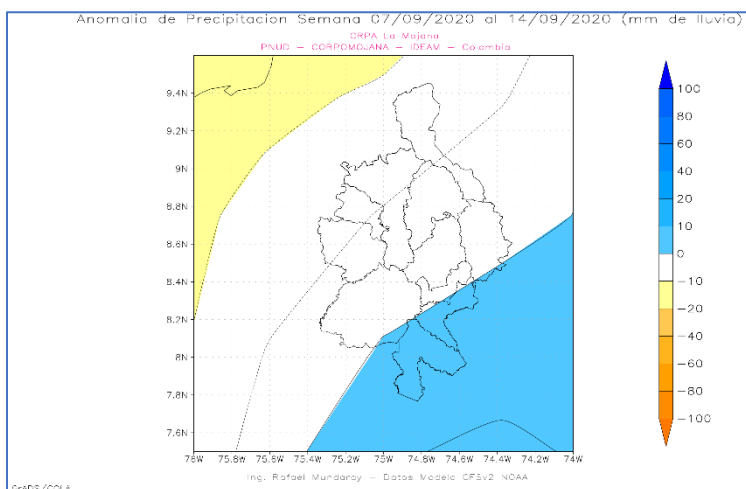 Anomalia de Precipitacion Semana 07/09/2020 al 14/09/2020 (mm de lluvia)
CRPA La Mojana
PNUD – CORPOMOJANA – IDEAM – Colombia
9.4N
9.2N
9N
8.8N
8.6N
8.4N
8.2N
8N
7.8N
7.6N
76W 75.8W 75.6W 75.4W 75.2W 75W 74.8W 74.6W 74.4W 74.2W 74W
100
80
60
40
20
10
0
−10
−20
−40
−60
−80
−100
Ing. Rafael Mundaray – Datos Modelo CFSv2 NOAA
GrADS/COLA